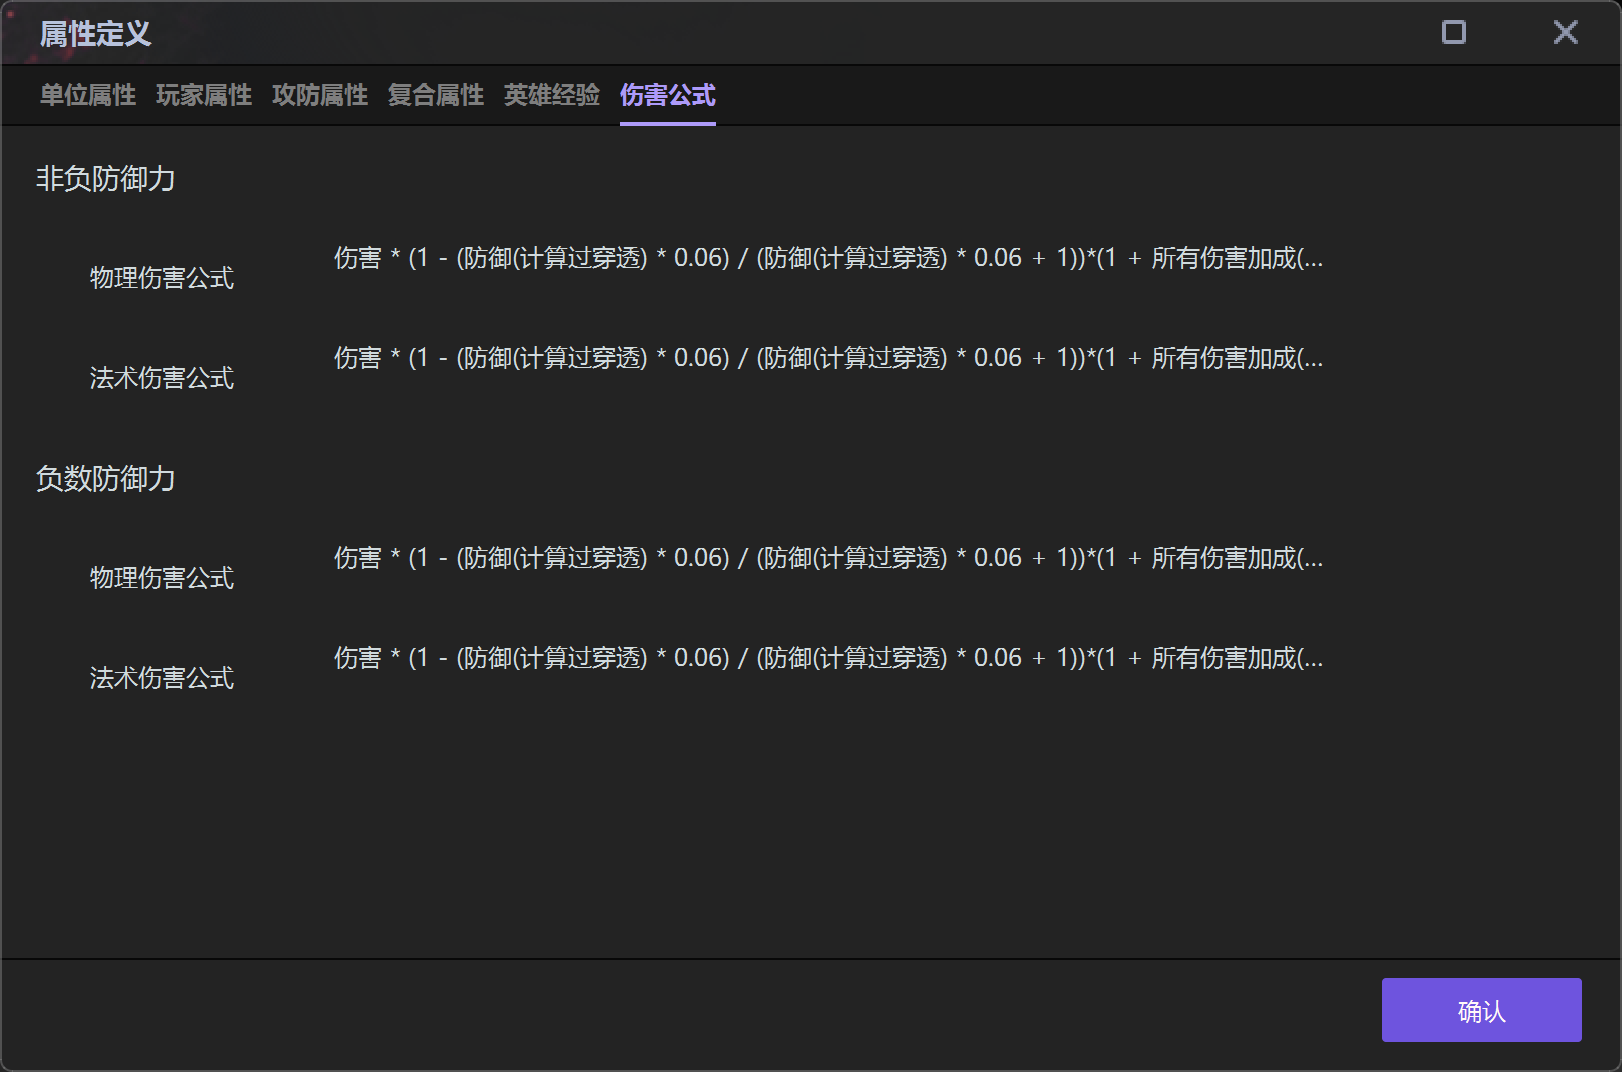 属性定义
单位属性 玩家属性 攻防属性 复合属性 英雄经验 伤害公式
非负防御力
物理伤害公式 伤害 * (1 - (防御(计算过穿透) * 0.06) / (防御(计算过穿透) * 0.06 + 1))*(1 + 所有伤害加成(...
法术伤害公式 伤害 * (1 - (防御(计算过穿透) * 0.06) / (防御(计算过穿透) * 0.06 + 1))*(1 + 所有伤害加成(...
负数防御力
物理伤害公式 伤害 * (1 - (防御(计算过穿透) * 0.06) / (防御(计算过穿透) * 0.06 + 1))*(1 + 所有伤害加成(...
法术伤害公式 伤害 * (1 - (防御(计算过穿透) * 0.06) / (防御(计算过穿透) * 0.06 + 1))*(1 + 所有伤害加成(...
确认